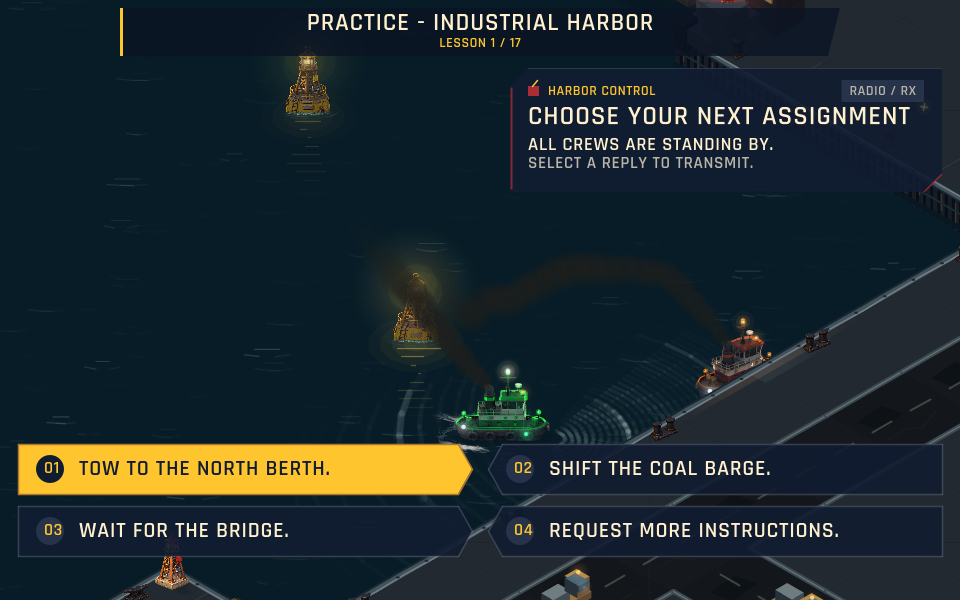 PRACTICE - INDUSTRIAL HARBOR
LESSON 1 / 17
HARBOR CONTROL
RADIO / RX
CHOOSE YOUR NEXT ASSIGNMENT
ALL CREWS ARE STANDING BY.
SELECT A REPLY TO TRANSMIT.
01 TOW TO THE NORTH BERTH.
02 SHIFT THE COAL BARGE.
03 WAIT FOR THE BRIDGE.
04 REQUEST MORE INSTRUCTIONS.